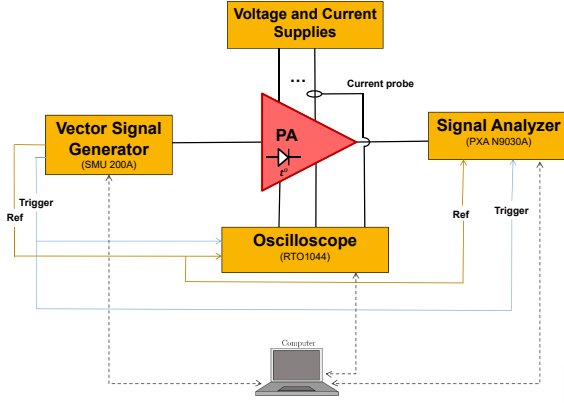 Voltage and Current
Supplies
...
Current probe
Vector Signal
Generator
(SMU 200A)
PA
t°
Signal Analyzer
(PXA N9030A)
Trigger
Ref
Ref
Trigger
Oscilloscope
(RTO1044)
Computer